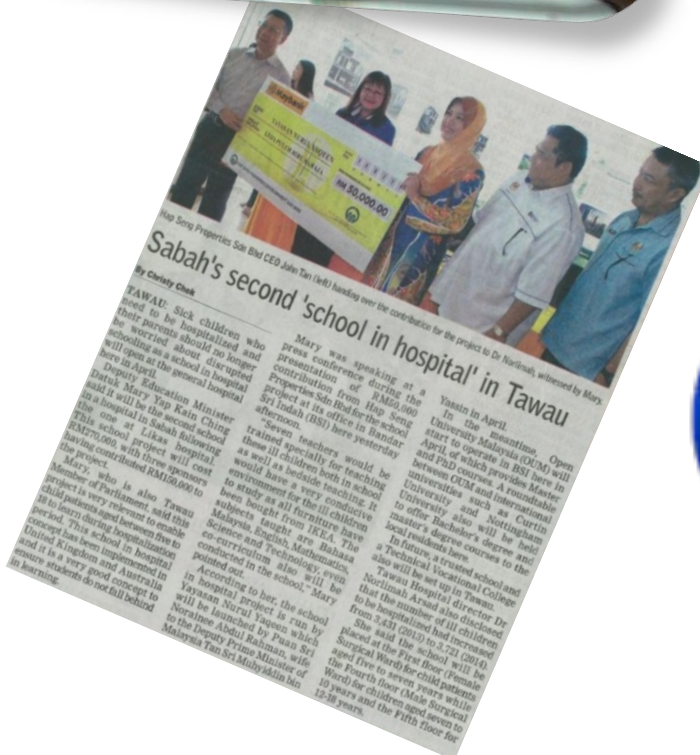 Maybank
YAYASAN NURUL YAQEEN
RM 50,000.00
Hap Seng Properties Sdn Bhd CEO John Tan (left) handing over the contribution for the project to Dr Norlimah, witnessed by Mary.
Sabah's second 'school in hospital' in Tawau
By Christy Chok
TAWAU: Sick children who
need to be hospitalized and
their parents should no longer
be worried about disrupted
schooling as a school in hospital
will open at the general hospital
here in April.
Deputy Education Minister
Datuk Mary Yap Kain Ching
said it will be the second school
in a hospital in Sabah following
the one at Likas hospital
This school project will cost
RM270,000 with three sponsors
having contributed RM150,000 to
the project.
Mary, who is also Tawau
Member of Parliament, said this
project is very relevant to enable
child patients aged between five to
18 to learn during hospitalization
period. This school in hospital
concept has been implemented in
United Kingdom and Australia
and it is a very good concept to
ensure students do not fall behind
in learning.
Mary was speaking at a
press conference during the
presentation of RM50,000
contribution from Hap Seng
Properties Sdn Bhd for the school
project at its office in Bandar
Sri Indah (BSI) here yesterday
afternoon.
"Seven teachers would be
trained specially for teaching
these ill children both in school
as well as bedside teaching. It
would have a very conducive
environment for the ill children
to study as all furniture have
been bought from IKEA. The
subjects taught are Bahasa
Malaysia, English, Mathematics,
Science and Technology, even
co-curriculum also will be
conducted in the school," Mary
pointed out.
According to her, the school
in hospital project is run by
Yayasan Nurul Yaqeen which
will be launched by Puan Sri
Norainee Abdul Rahman, wife
to the Deputy Prime Minister of
Malaysia Tan Sri Muhyiddin bin
Yassin in April.
In the meantime, Open
University Malaysia (OUM) will
start to operate in BSI here in
April, of which provides Master
and PhD courses. A roundtable
between OUM and international
universities such as Curtin
University and Nottingham
University also will be held
to offer Bachelor's degree and
master's degree courses to the
local residents here.
In future, a trusted school and
a Technical Vocational College
also will be set up in Tawau.
Tawau Hospital director Dr
Norlimah Arsad also disclosed
that the number of ill children
to be hospitalized had increased
from 3,431 (2013) to 3,721 (2014).
She said the school will be
placed at the First floor (Female
Surgical Ward) for child patients
aged five to seven years while
the Fourth floor (Male Surgical
Ward) for children aged seven to
10 years and the Fifth floor for
12-18 years.